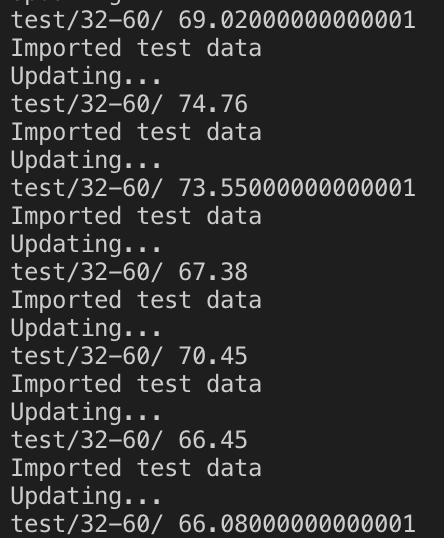 test/32-60/ 69.02000000000001
Imported test data
Updating...
test/32-60/ 74.76
Imported test data
Updating...
test/32-60/ 73.55000000000001
Imported test data
Updating...
test/32-60/ 67.38
Imported test data
Updating...
test/32-60/ 70.45
Imported test data
Updating...
test/32-60/ 66.45
Imported test data
Updating...
test/32-60/ 66.08000000000001